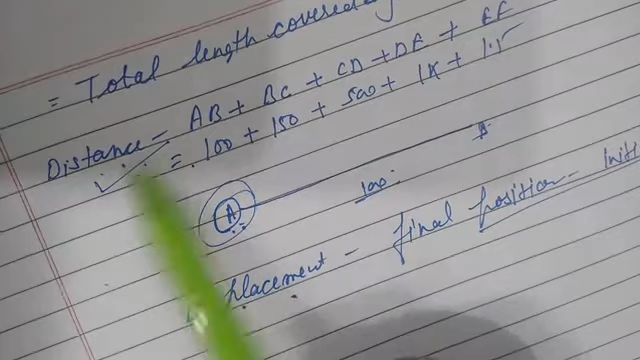 = Total length covered
Distance - AB + BC + CD + DE + EF
= 100 + 150 + 500 + 1K + 1.5
A 100
placement - final position - Initi